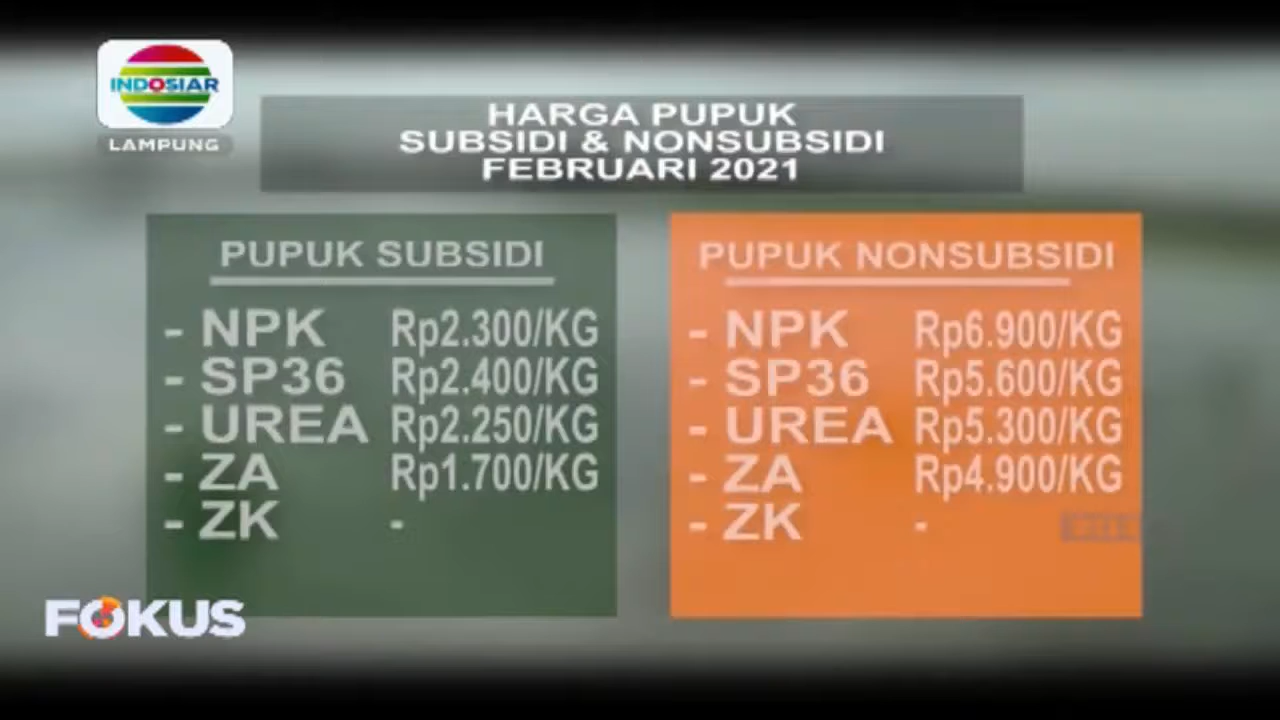 INDOSIAR
LAMPUNG
HARGA PUPUK
SUBSIDI & NONSUBSIDI
FEBRUARI 2021
PUPUK SUBSIDI
- NPK Rp2.300/KG
- SP36 Rp2.400/KG
- UREA Rp2.250/KG
- ZA Rp1.700/KG
- ZK -
PUPUK NONSUBSIDI
- NPK Rp6.900/KG
- SP36 Rp5.600/KG
- UREA Rp5.300/KG
- ZA Rp4.900/KG
- ZK -
FOKUS